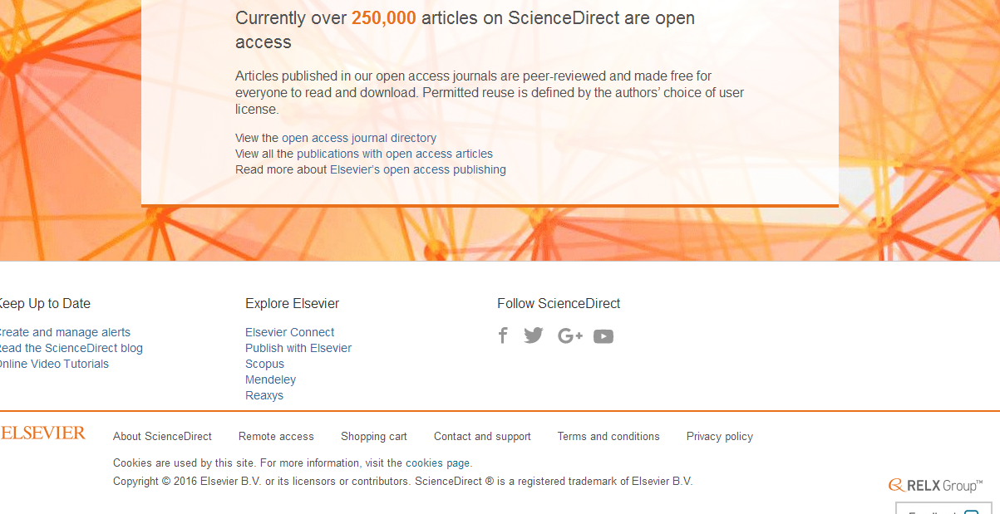 Currently over 250,000 articles on ScienceDirect are open
access
Articles published in our open access journals are peer-reviewed and made free for
everyone to read and download. Permitted reuse is defined by the authors’ choice of user
license.
View the open access journal directory
View all the publications with open access articles
Read more about Elsevier’s open access publishing
Keep Up to Date
Create and manage alerts
Read the ScienceDirect blog
Online Video Tutorials
Explore Elsevier
Elsevier Connect
Publish with Elsevier
Scopus
Mendeley
Reaxys
Follow ScienceDirect
ELSEVIER
About ScienceDirect Remote access Shopping cart Contact and support Terms and conditions Privacy policy
Cookies are used by this site. For more information, visit the cookies page.
Copyright © 2016 Elsevier B.V. or its licensors or contributors. ScienceDirect ® is a registered trademark of Elsevier B.V.
RELX Group™